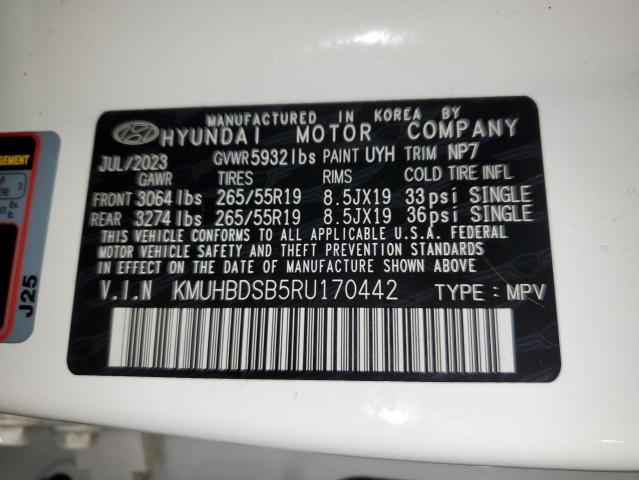 MANUFACTURED IN KOREA BY
HYUNDAI MOTOR COMPANY
JUL/2023 GVWR 5932 lbs PAINT UYH TRIM NP7
GAWR TIRES RIMS COLD TIRE INFL
FRONT 3064 lbs 265/55R19 8.5JX19 33 psi SINGLE
REAR 3274 lbs 265/55R19 8.5JX19 36 psi SINGLE
THIS VEHICLE CONFORMS TO ALL APPLICABLE U.S.A. FEDERAL
MOTOR VEHICLE SAFETY AND THEFT PREVENTION STANDARDS
IN EFFECT ON THE DATE OF MANUFACTURE SHOWN ABOVE
V.I.N KMUHBDSB5RU170442 TYPE: MPV
J25